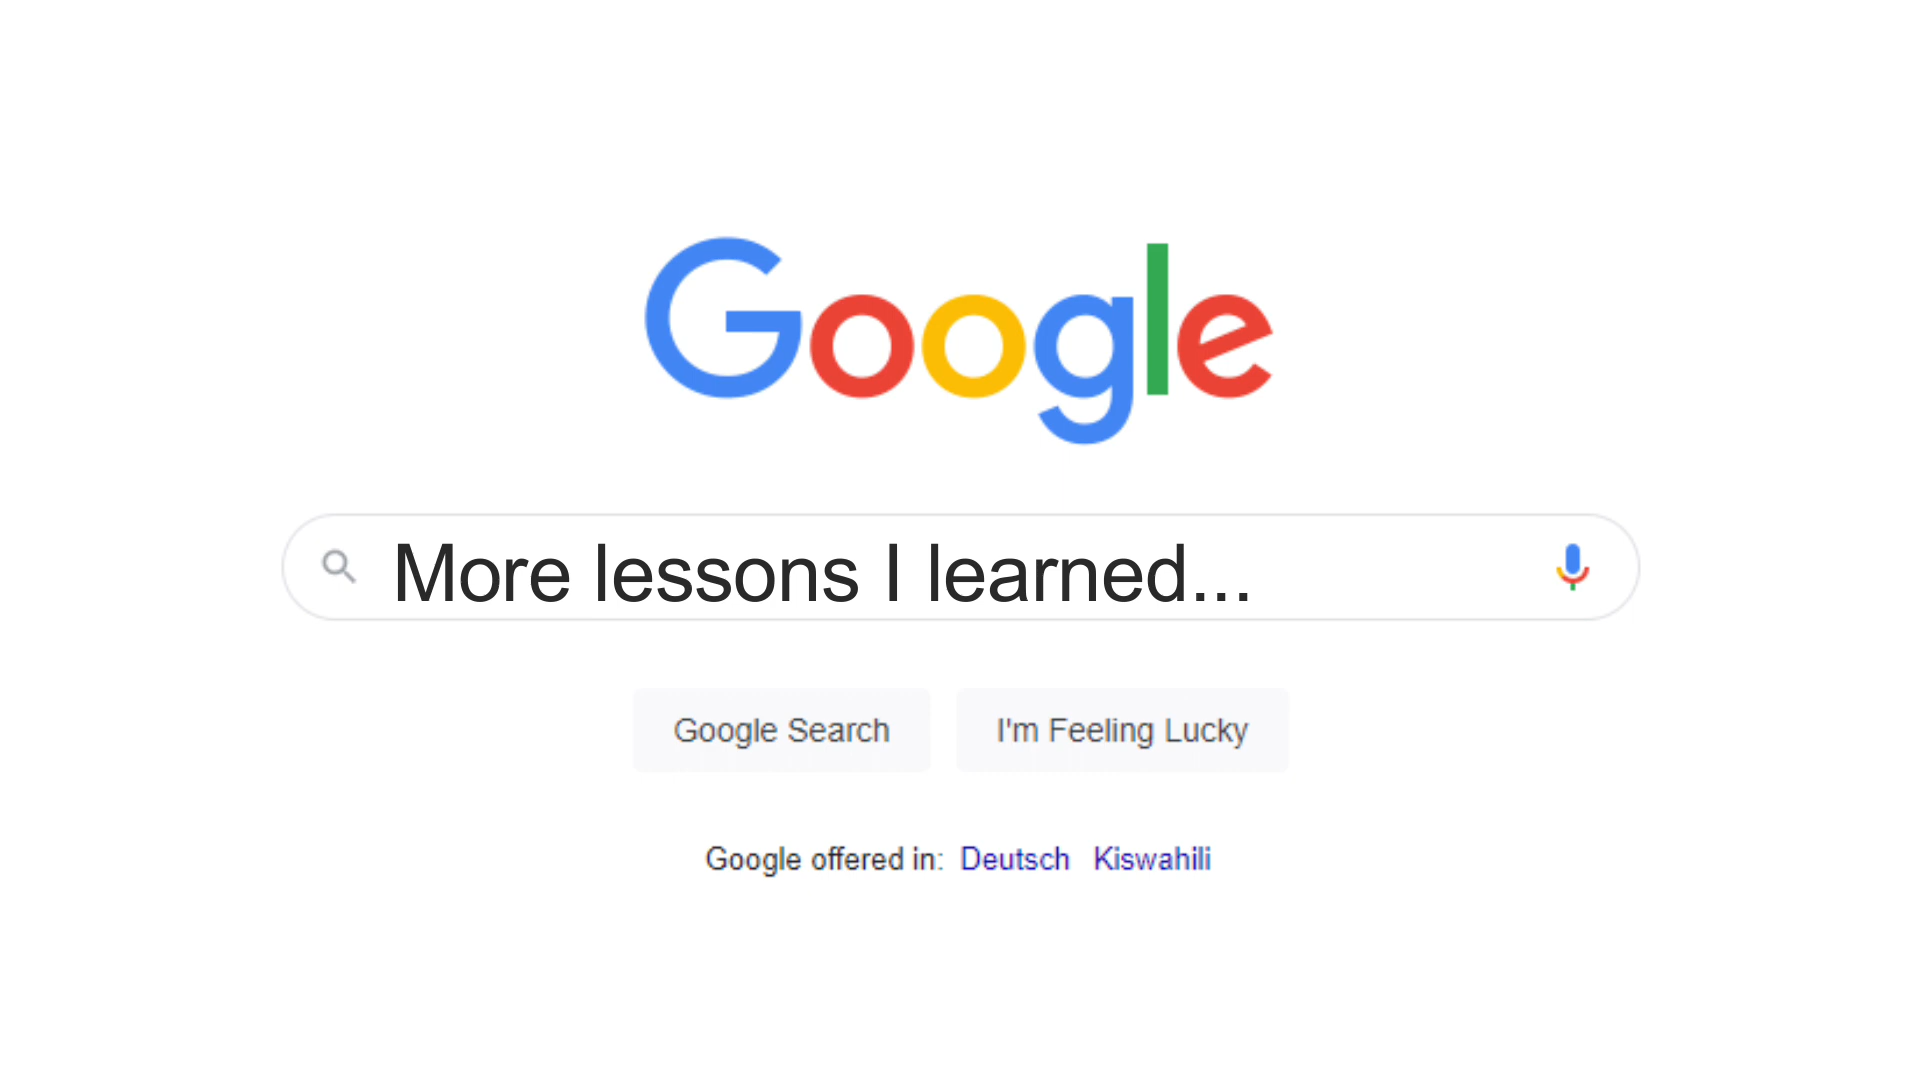 Google
More lessons I learned...
Google Search I'm Feeling Lucky
Google offered in: Deutsch Kiswahili